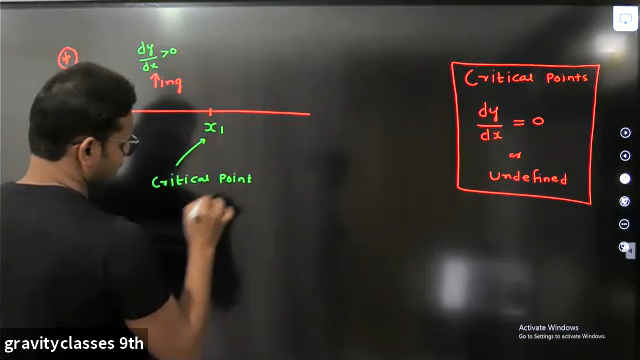 +
dy/dx > 0
↑ing
x1
Critical Point
Critical Points
dy/dx = 0
or
Undefined
Activate Windows
Go to Settings to activate Windows.
gravityclasses 9th